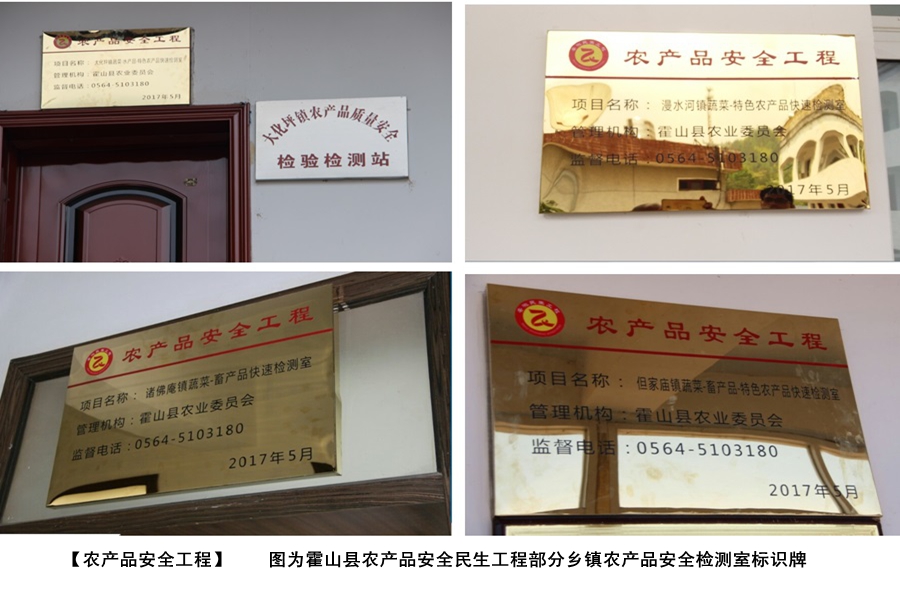 农产品安全工程
项目名称：
管理机构：霍山县农业委员会
监督电话：0564-5103180
2017年5月
大化坪镇农产品质量安全
检验检测站
农产品安全工程
项目名称：漫水河镇蔬菜-特色农产品快速检测室
管理机构：霍山县农业委员会
监督电话：0564-5103180
2017年5月
农产品安全工程
项目名称：诸佛庵镇蔬菜-畜产品快速检测室
管理机构：霍山县农业委员会
监督电话：0564-5103180
2017年5月
农产品安全工程
项目名称：但家庙镇蔬菜-畜产品-特色农产品快速检测室
管理机构：霍山县农业委员会
监督电话：0564-5103180
2017年5月
【农产品安全工程】 图为霍山县农产品安全民生工程部分乡镇农产品安全检测室标识牌